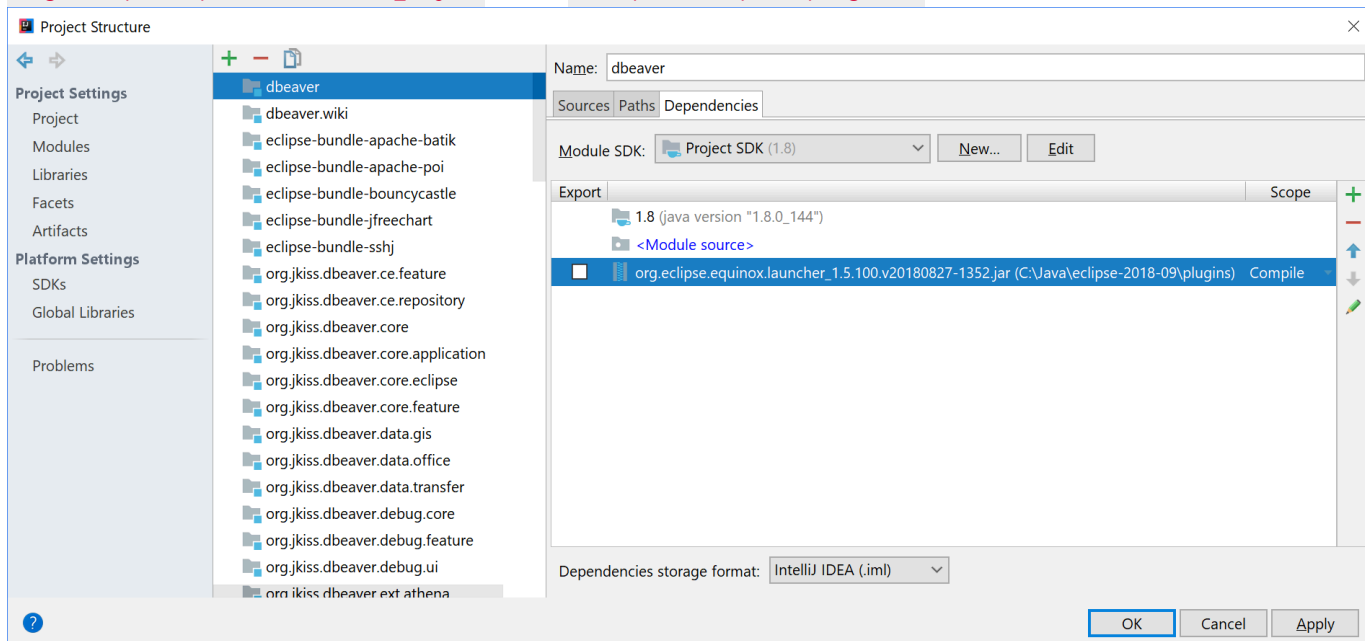 Project Structure
Project Settings
Project
Modules
Libraries
Facets
Artifacts
Platform Settings
SDKs
Global Libraries
Problems
dbeaver
dbeaver.wiki
eclipse-bundle-apache-batik
eclipse-bundle-apache-poi
eclipse-bundle-bouncycastle
eclipse-bundle-jfreechart
eclipse-bundle-sshj
org.jkiss.dbeaver.ce.feature
org.jkiss.dbeaver.ce.repository
org.jkiss.dbeaver.core
org.jkiss.dbeaver.core.application
org.jkiss.dbeaver.core.eclipse
org.jkiss.dbeaver.core.feature
org.jkiss.dbeaver.data.gis
org.jkiss.dbeaver.data.office
org.jkiss.dbeaver.data.transfer
org.jkiss.dbeaver.debug.core
org.jkiss.dbeaver.debug.feature
org.jkiss.dbeaver.debug.ui
org.jkiss.dbeaver.ext.athena
Name: dbeaver
Sources Paths Dependencies
Module SDK: Project SDK (1.8) New... Edit
Export Scope
1.8 (java version "1.8.0_144")
<Module source>
org.eclipse.equinox.launcher_1.5.100.v20180827-1352.jar (C:\Java\eclipse-2018-09\plugins) Compile
Dependencies storage format: IntelliJ IDEA (.iml)
? OK Cancel Apply